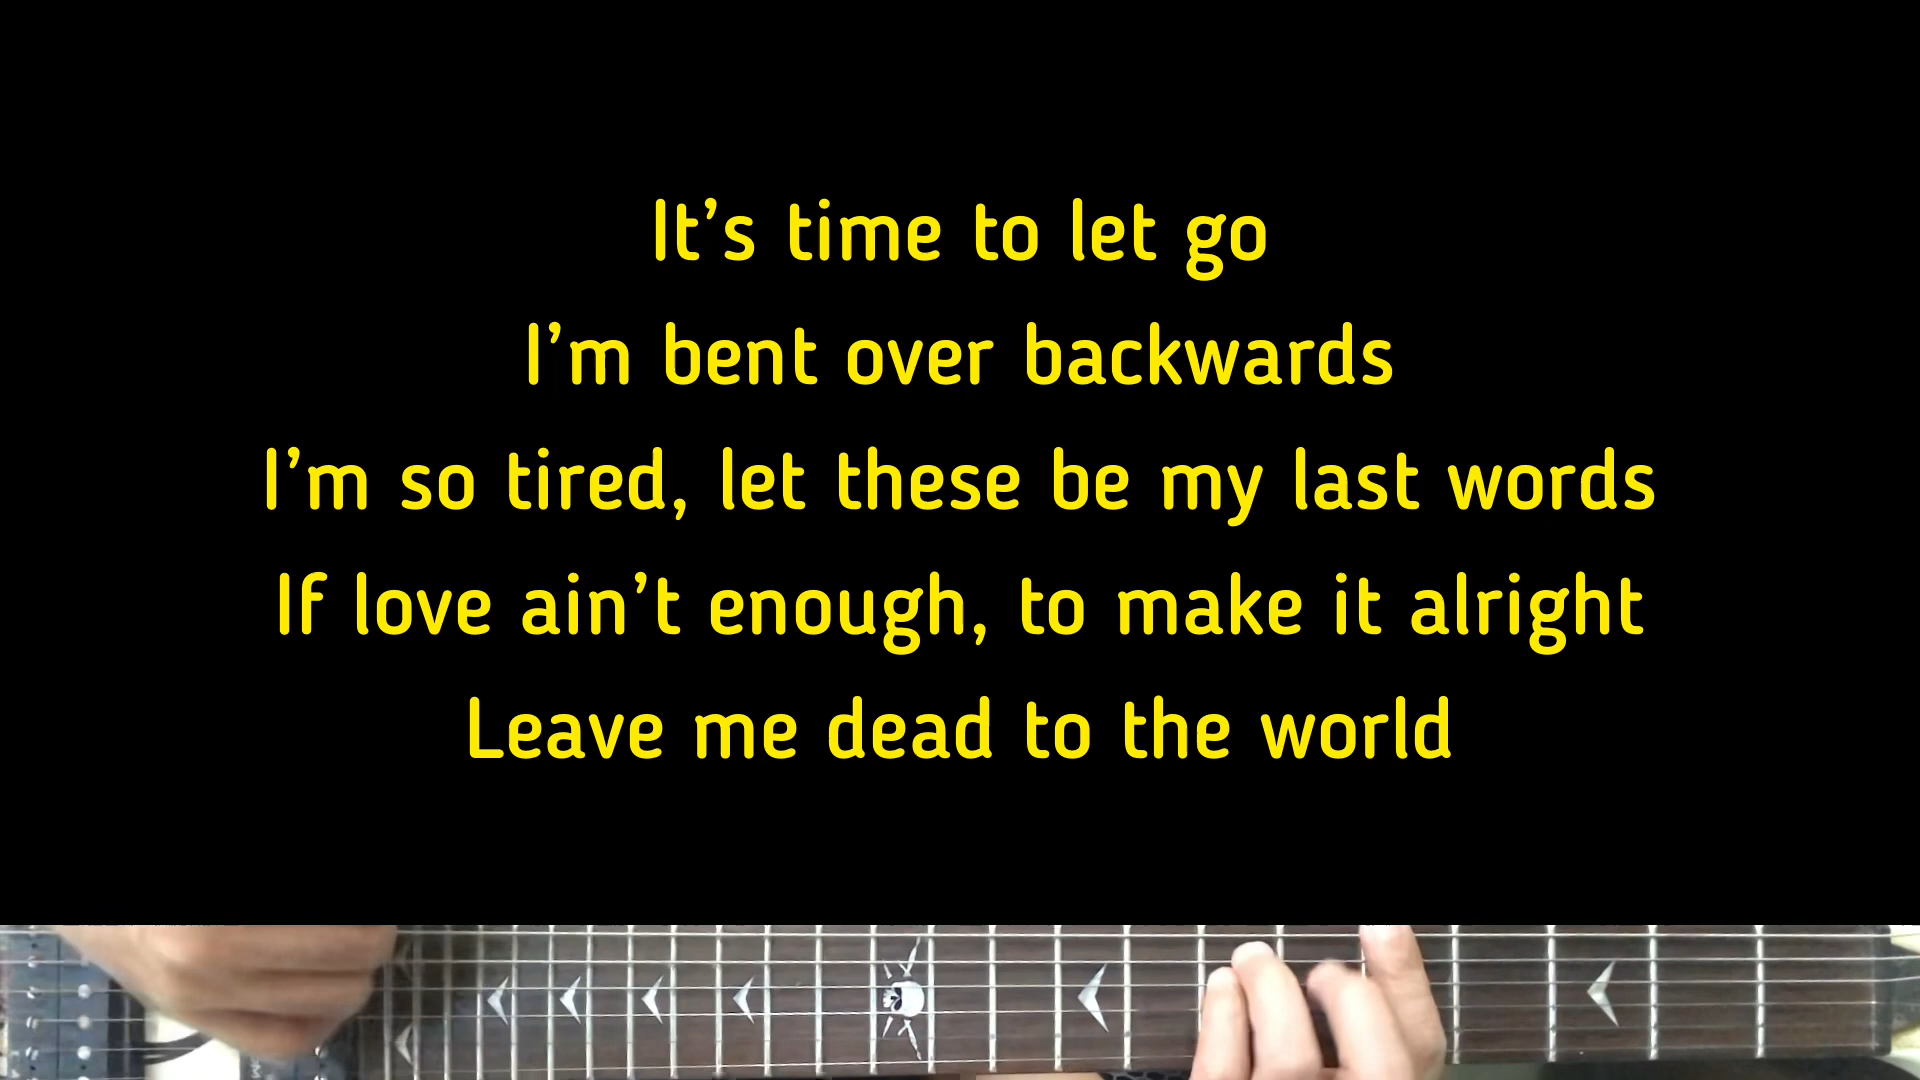 It’s time to let go
I’m bent over backwards
I’m so tired, let these be my last words
If love ain’t enough, to make it alright
Leave me dead to the world